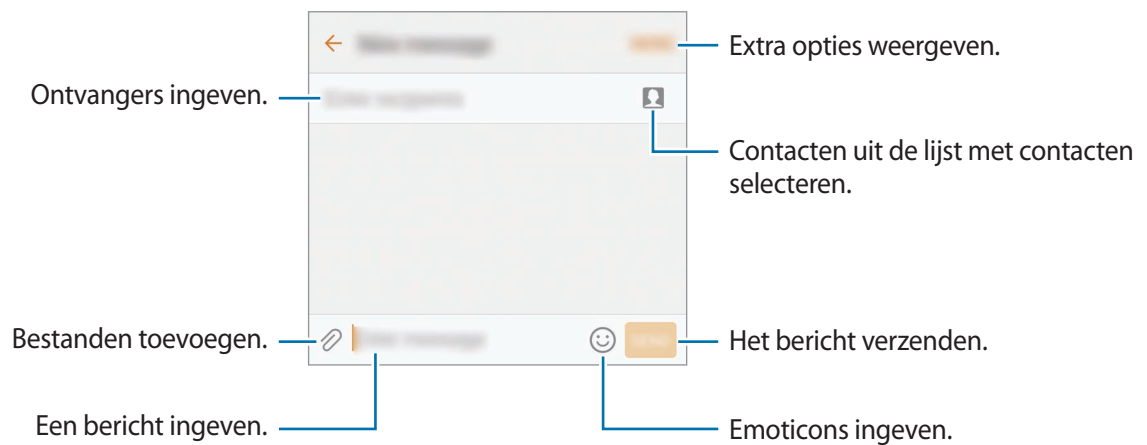 Extra opties weergeven.
Ontvangers ingeven.
Contacten uit de lijst met contacten
selecteren.
Bestanden toevoegen.
Het bericht verzenden.
Een bericht ingeven.
Emoticons ingeven.